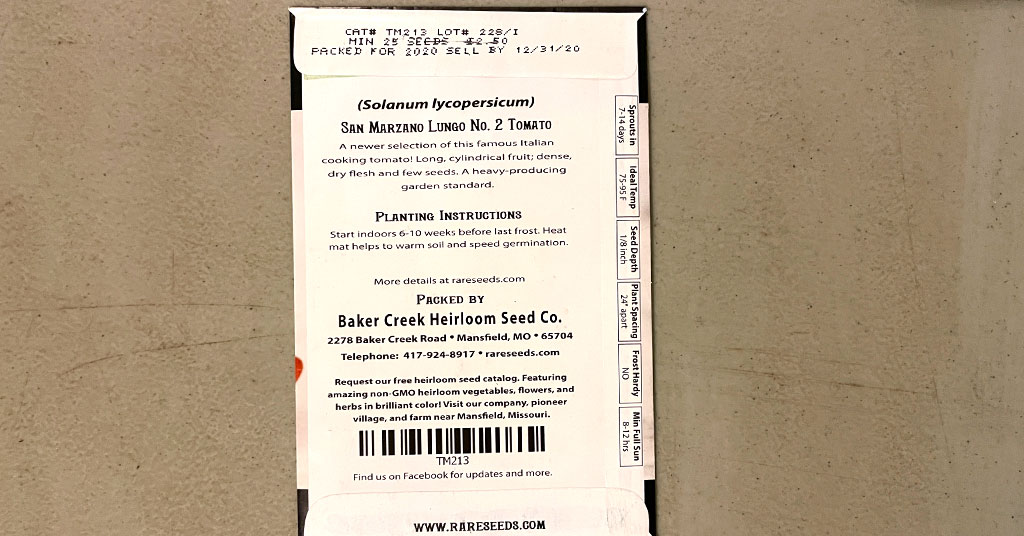 CAT# TM213 LOT# 228/I
MIN 25 SEEDS $2.50
PACKED FOR 2020 SELL BY 12/31/20
(Solanum lycopersicum)
San Marzano Lungo No. 2 Tomato
A newer selection of this famous Italian
cooking tomato! Long, cylindrical fruit; dense,
dry flesh and few seeds. A heavy-producing
garden standard.
Planting Instructions
Start indoors 6-10 weeks before last frost. Heat
mat helps to warm soil and speed germination.
More details at rareseeds.com
Packed by
Baker Creek Heirloom Seed Co.
2278 Baker Creek Road • Mansfield, MO • 65704
Telephone: 417-924-8917 • rareseeds.com
Request our free heirloom seed catalog. Featuring
amazing non-GMO heirloom vegetables, flowers, and
herbs in brilliant color! Visit our company, pioneer
village, and farm near Mansfield, Missouri.
TM213
Find us on Facebook for updates and more.
www.rareseeds.com
Sprouts in
7-14 days
Ideal Temp
75-95 F
Seed Depth
1/8 inch
Plant Spacing
24" apart
Frost Hardy
NO
Min Full Sun
8-12 hrs